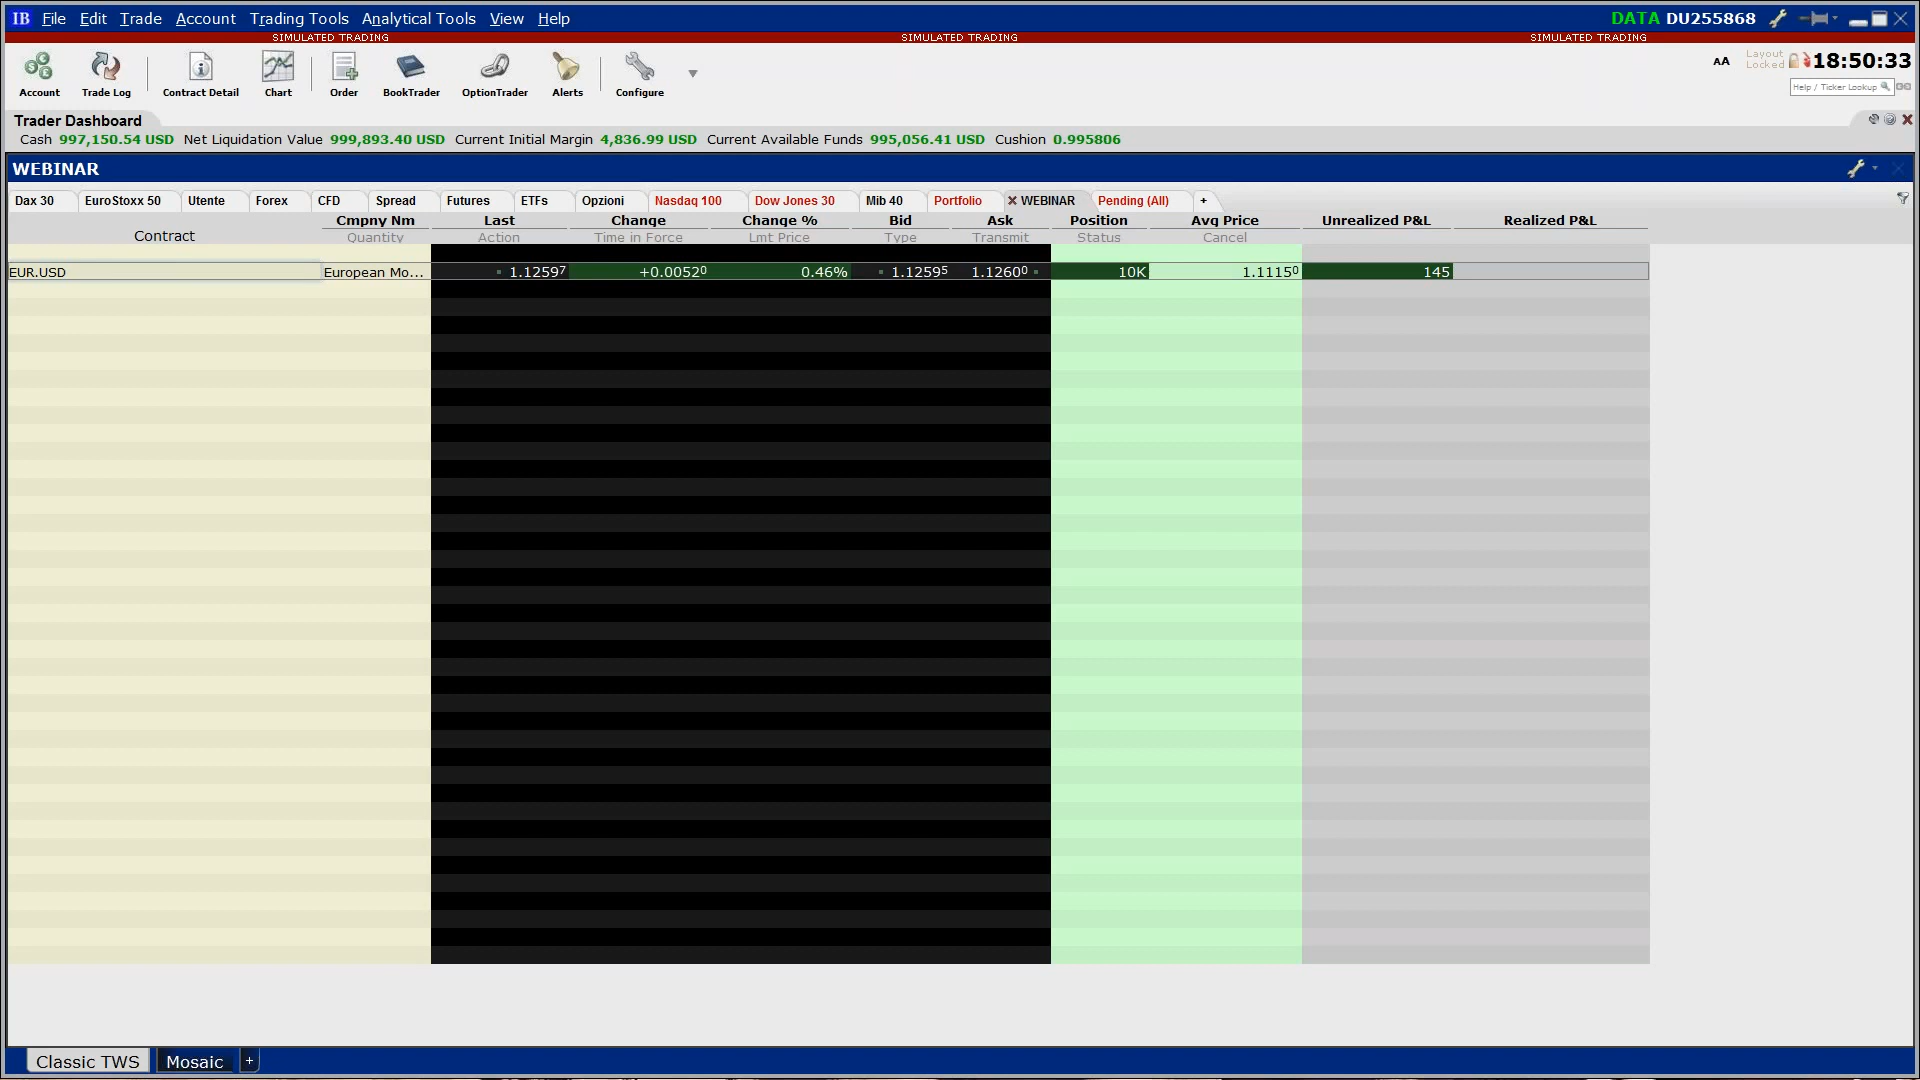 IB File Edit Trade Account Trading Tools Analytical Tools View Help DATA DU255868
SIMULATED TRADING SIMULATED TRADING SIMULATED TRADING
Account Trade Log Contract Detail Chart Order BookTrader OptionTrader Alerts Configure AA Layout Locked 18:50:33
Help / Ticker Lookup
Trader Dashboard
Cash 997,150.54 USD Net Liquidation Value 999,893.40 USD Current Initial Margin 4,836.99 USD Current Available Funds 995,056.41 USD Cushion 0.995806
WEBINAR
Dax 30 EuroStoxx 50 Utente Forex CFD Spread Futures ETFs Opzioni Nasdaq 100 Dow Jones 30 Mib 40 Portfolio WEBINAR Pending (All) +
Contract Cmpny Nm Last Change Change % Bid Ask Position Avg Price Unrealized P&L Realized P&L
Quantity Action Time in Force Lmt Price Type Transmit Status Cancel
EUR.USD European Mo... 1.12597 +0.00520 0.46% 1.12595 1.12600 10K 1.11150 145
Classic TWS Mosaic +